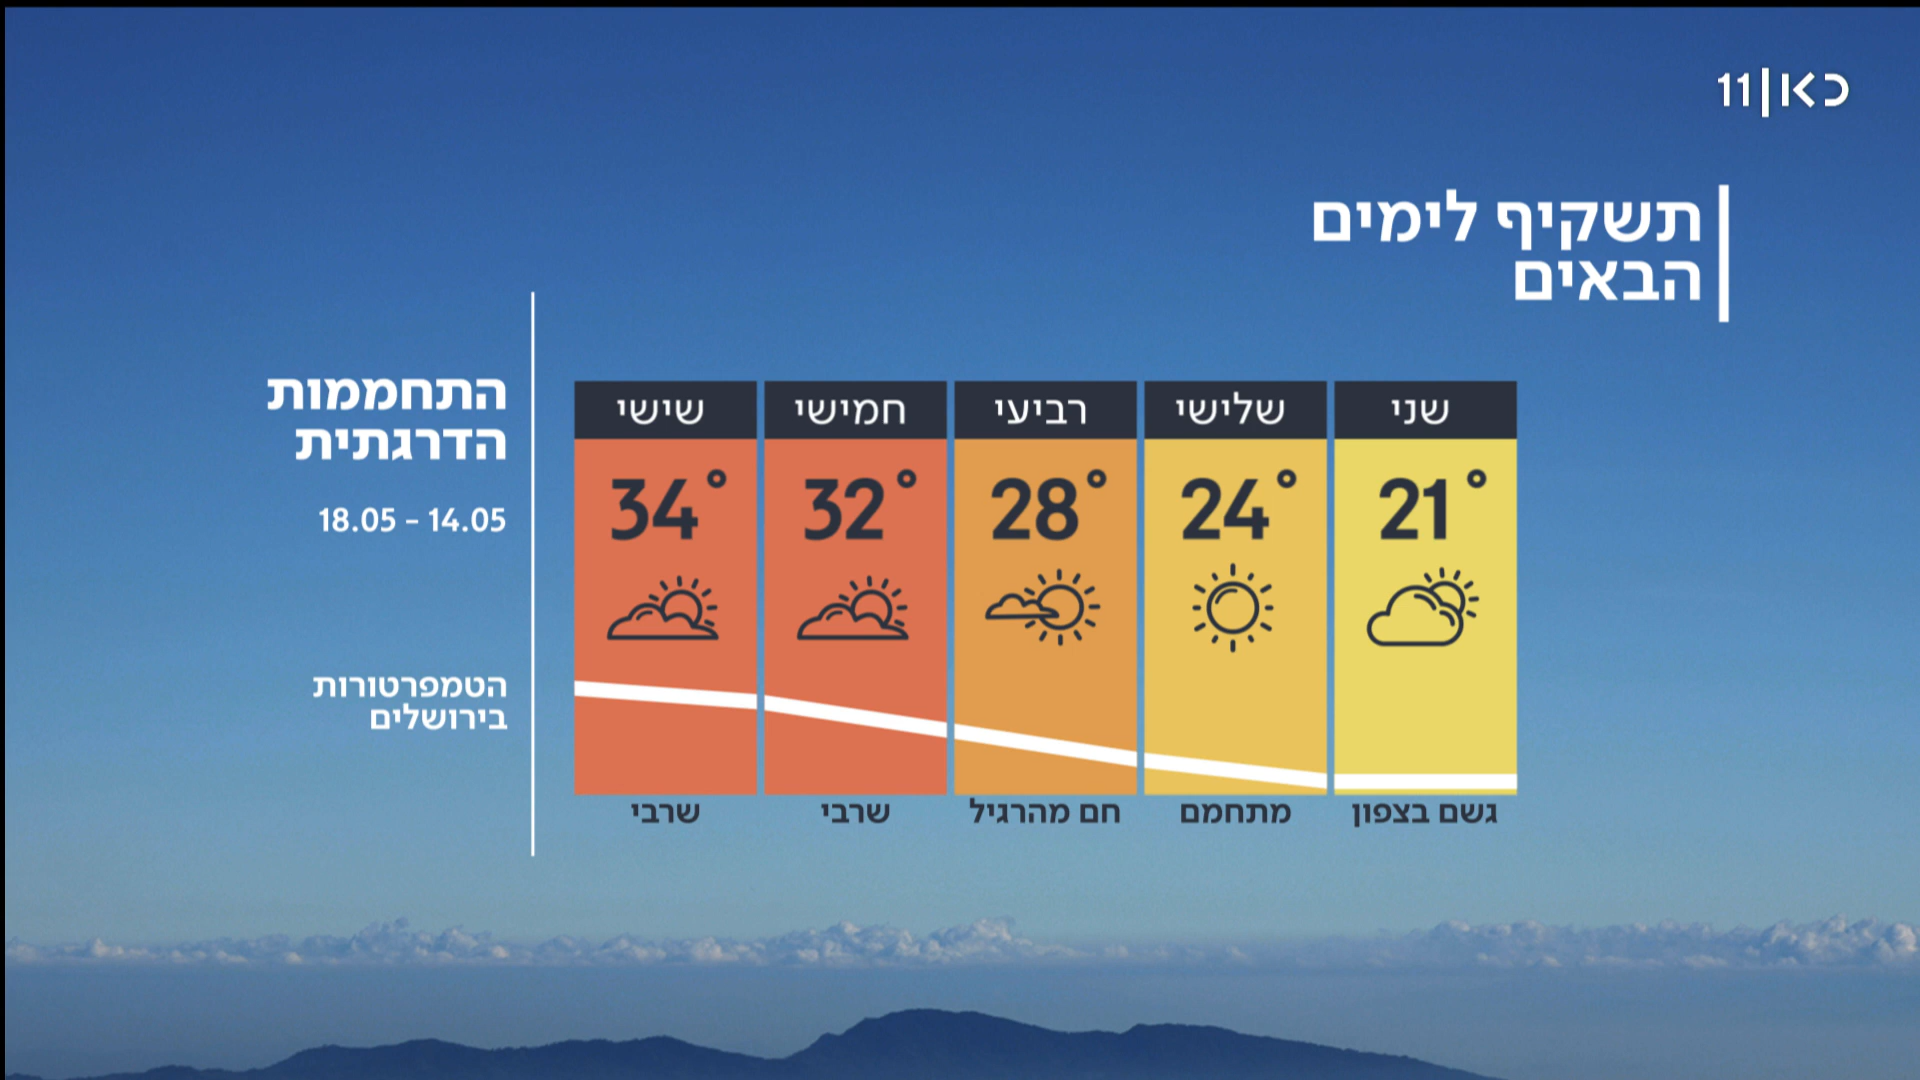 כאן|11
תשקיף לימים
הבאים
שני
שלישי
רביעי
חמישי
שישי
21°
24°
28°
32°
34°
גשם בצפון
מתחמם
חם מהרגיל
שרבי
שרבי
התחממות
הדרגתית
14.05 - 18.05
הטמפרטורות
בירושלים